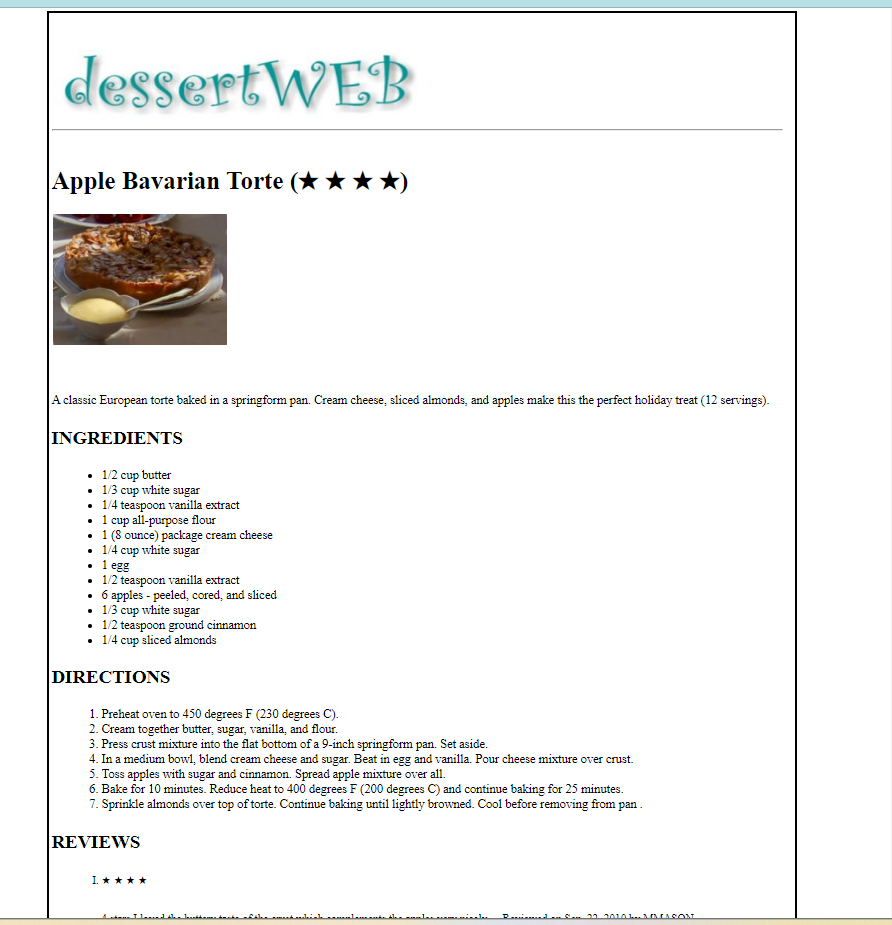 dessertWEB
Apple Bavarian Torte (★ ★ ★ ★)
A classic European torte baked in a springform pan. Cream cheese, sliced almonds, and apples make this the perfect holiday treat (12 servings).
INGREDIENTS
• 1/2 cup butter
• 1/3 cup white sugar
• 1/4 teaspoon vanilla extract
• 1 cup all-purpose flour
• 1 (8 ounce) package cream cheese
• 1/4 cup white sugar
• 1 egg
• 1/2 teaspoon vanilla extract
• 6 apples - peeled, cored, and sliced
• 1/3 cup white sugar
• 1/2 teaspoon ground cinnamon
• 1/4 cup sliced almonds
DIRECTIONS
1. Preheat oven to 450 degrees F (230 degrees C).
2. Cream together butter, sugar, vanilla, and flour.
3. Press crust mixture into the flat bottom of a 9-inch springform pan. Set aside.
4. In a medium bowl, blend cream cheese and sugar. Beat in egg and vanilla. Pour cheese mixture over crust.
5. Toss apples with sugar and cinnamon. Spread apple mixture over all.
6. Bake for 10 minutes. Reduce heat to 400 degrees F (200 degrees C) and continue baking for 25 minutes.
7. Sprinkle almonds over top of torte. Continue baking until lightly browned. Cool before removing from pan .
REVIEWS
I. ★ ★ ★ ★